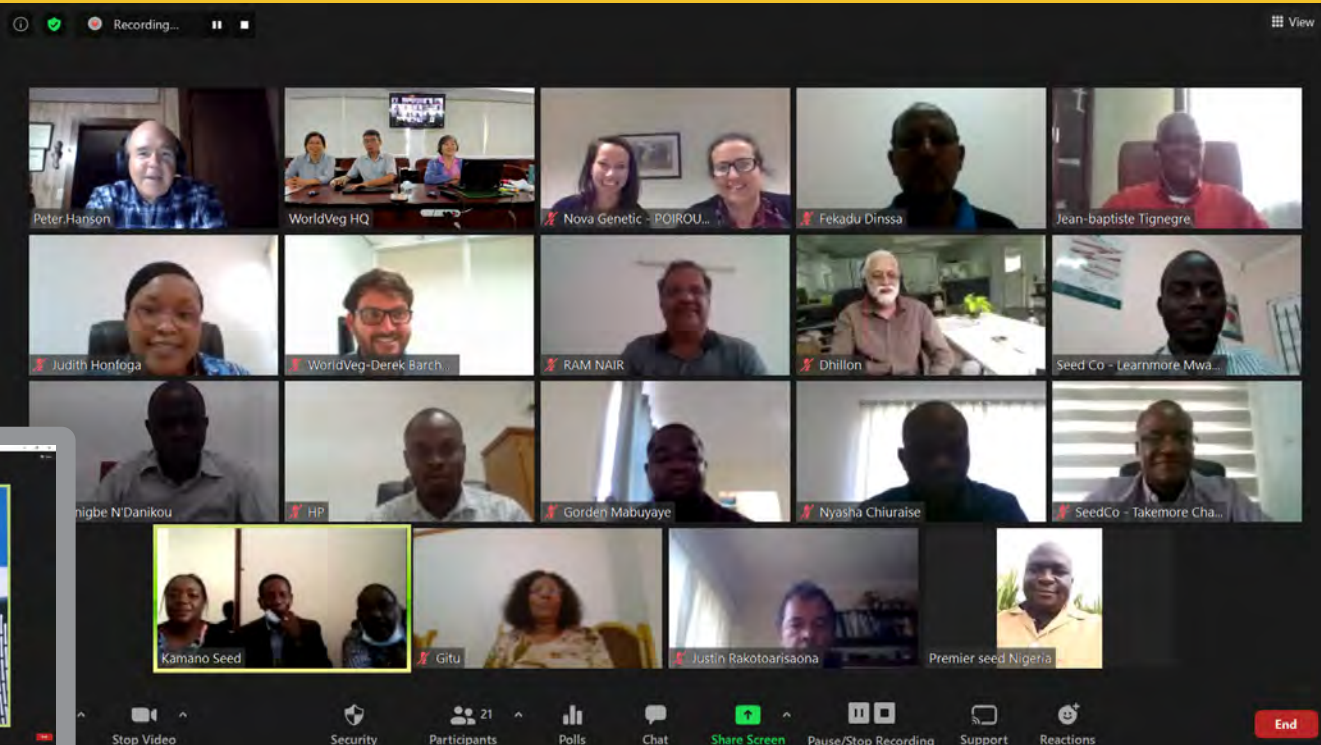 Recording...
View
Peter.Hanson
WorldVeg HQ
Nova Genetic - POIROU...
Fekadu Dinssa
Jean-baptiste Tignegre
Judith Honfoga
WorldVeg-Derek Barch...
RAM NAIR
Dhillon
Seed Co - Learnmore Mwa...
nigbe N'Danikou
HP
Gorden Mabuyaye
Nyasha Chiuraise
SeedCo - Takemore Cha...
Kamano Seed
Gitu
Justin Rakotoarisaona
Premier seed Nigeria
Stop Video
Security
Participants
21
Polls
Chat
Share Screen
Pause/Stop Recording
Support
Reactions
End